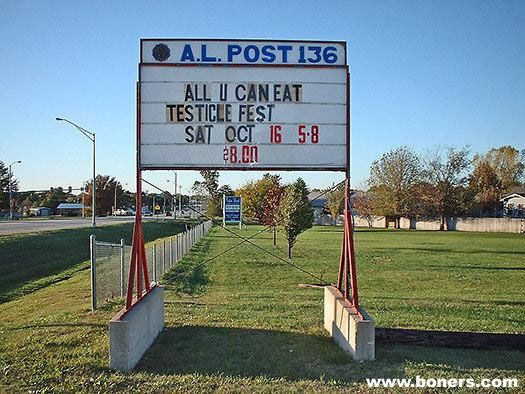 A.L. POST 136
ALL U CAN EAT
TESTICLE FEST
SAT OCT 16 5-8
$8.00
www.boners.com